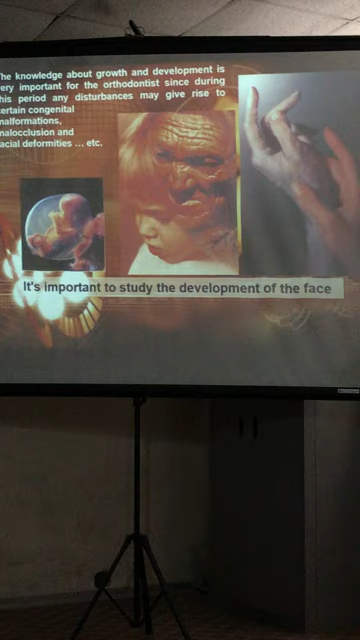 he knowledge about growth and development is
ery important for the orthodontist since during
his period any disturbances may give rise to
ertain congenital
nalformations,
nalocclusion and
acial deformities ... etc.
It's important to study the development of the face